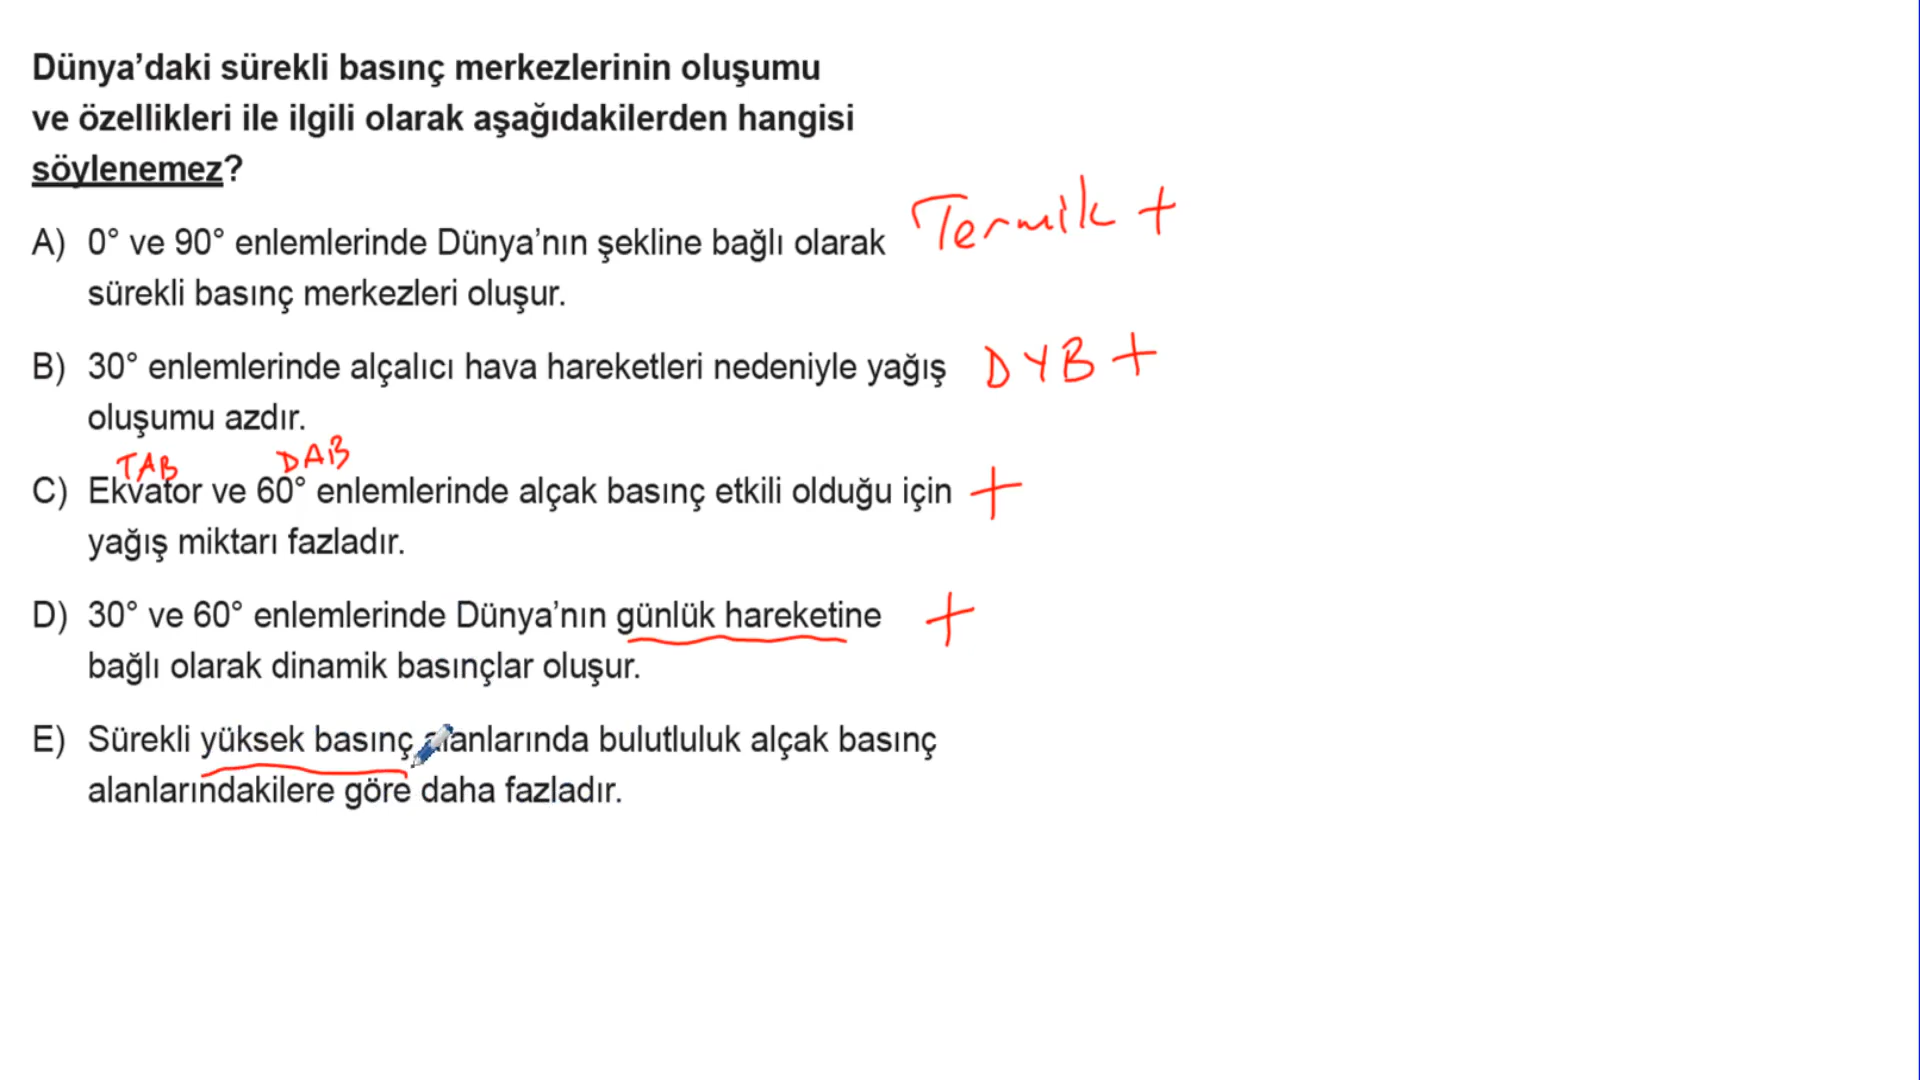 Dünya’daki sürekli basınç merkezlerinin oluşumu
ve özellikleri ile ilgili olarak aşağıdakilerden hangisi
söylenemez?
A) 0° ve 90° enlemlerinde Dünya’nın şekline bağlı olarak
sürekli basınç merkezleri oluşur.
Termik +
B) 30° enlemlerinde alçalıcı hava hareketleri nedeniyle yağış
oluşumu azdır.
DYB +
TAB DAB
C) Ekvator ve 60° enlemlerinde alçak basınç etkili olduğu için
yağış miktarı fazladır.
+
D) 30° ve 60° enlemlerinde Dünya’nın günlük hareketine
bağlı olarak dinamik basınçlar oluşur.
+
E) Sürekli yüksek basınç alanlarında bulutluluk alçak basınç
alanlarındakilere göre daha fazladır.